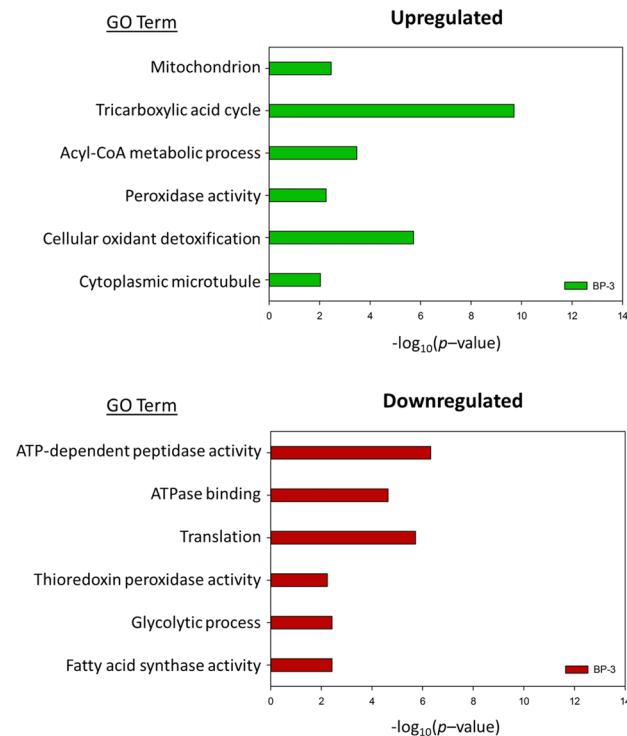 GO Term
Upregulated
Mitochondrion
Tricarboxylic acid cycle
Acyl-CoA metabolic process
Peroxidase activity
Cellular oxidant detoxification
Cytoplasmic microtubule
BP-3
0 2 4 6 8 10 12 14
-log10(p–value)
GO Term
Downregulated
ATP-dependent peptidase activity
ATPase binding
Translation
Thioredoxin peroxidase activity
Glycolytic process
Fatty acid synthase activity
BP-3
0 2 4 6 8 10 12 14
-log10(p–value)